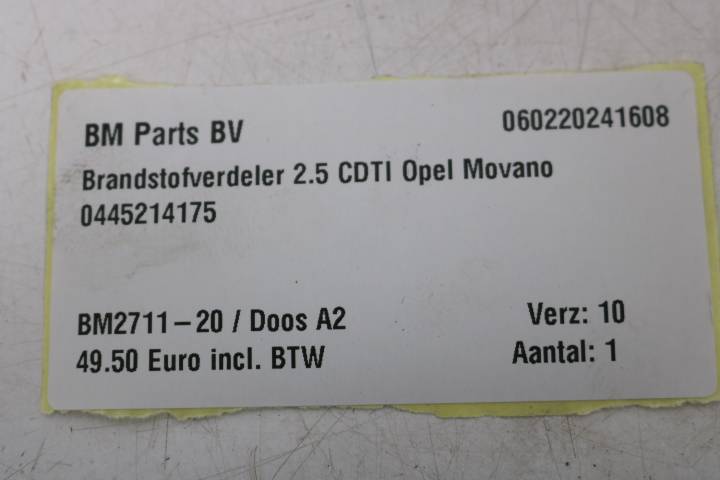 BM Parts BV 060220241608
Brandstofverdeler 2.5 CDTI Opel Movano
0445214175
BM2711-20 / Doos A2 Verz: 10
49.50 Euro incl. BTW Aantal: 1